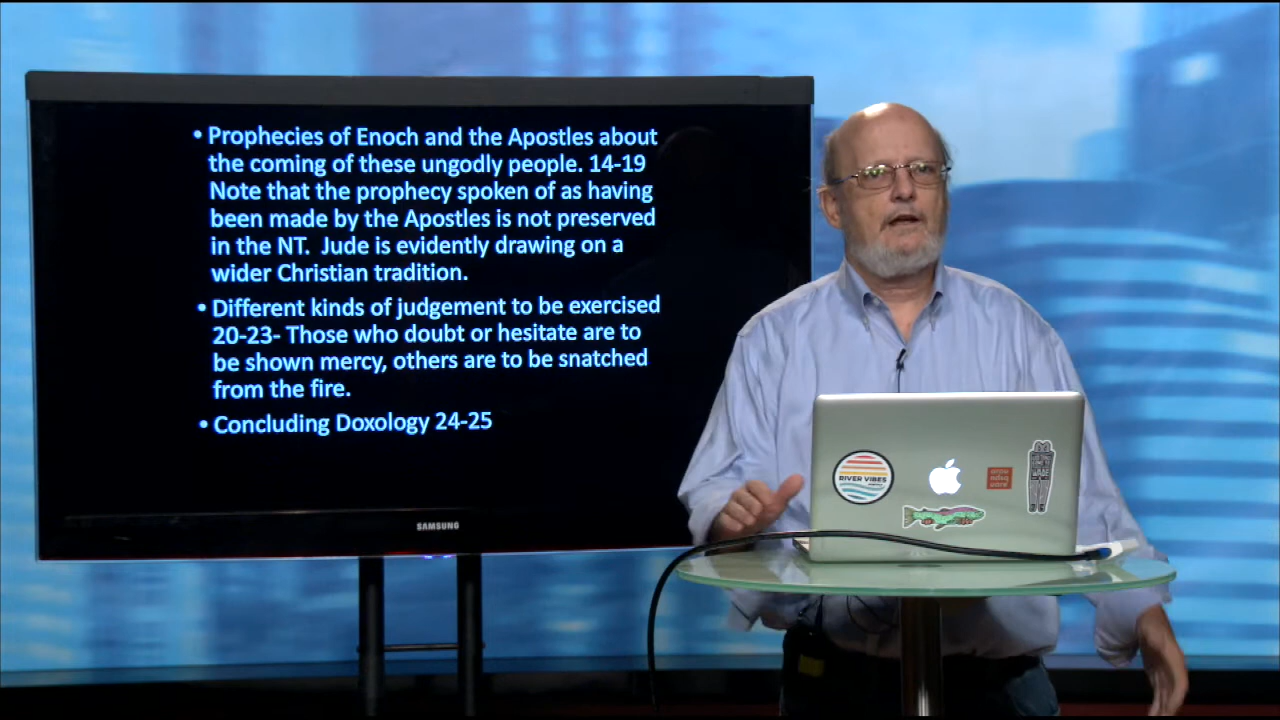 • Prophecies of Enoch and the Apostles about
the coming of these ungodly people. 14-19
Note that the prophecy spoken of as having
been made by the Apostles is not preserved
in the NT. Jude is evidently drawing on a
wider Christian tradition.
• Different kinds of judgement to be exercised
20-23- Those who doubt or hesitate are to
be shown mercy, others are to be snatched
from the fire.
• Concluding Doxology 24-25
SAMSUNG
RIVER VIBES
WADE